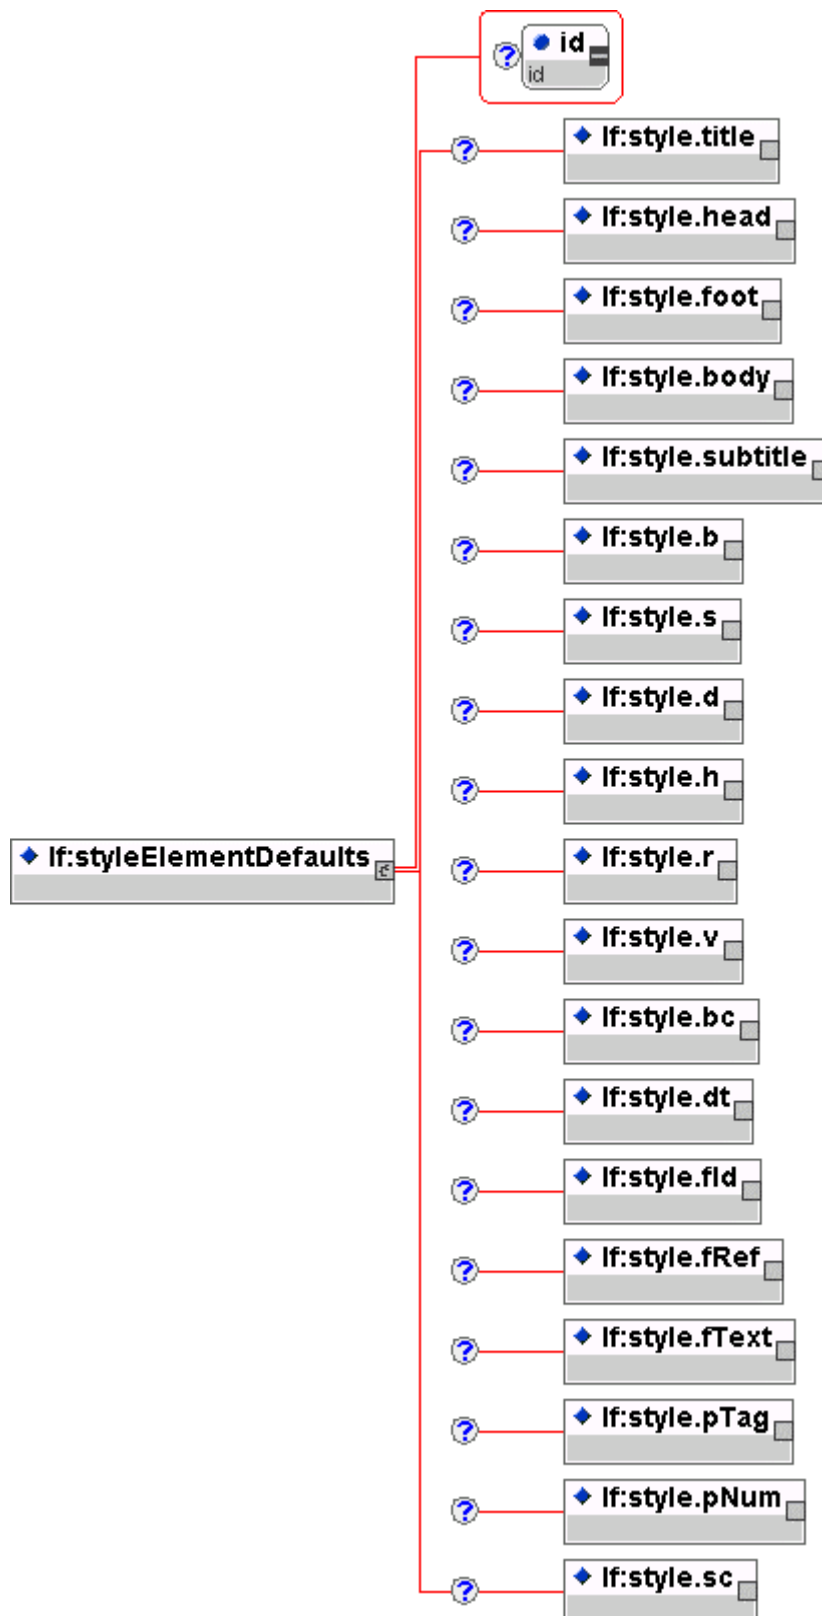 id
id
? 
? lf:style.title
? lf:style.head
? lf:style.foot
? lf:style.body
? lf:style.subtitle
? lf:style.b
? lf:style.s
? lf:style.d
? lf:style.h
lf:styleElementDefaults
? lf:style.r
? lf:style.v
? lf:style.bc
? lf:style.dt
? lf:style.fld
? lf:style.fRef
? lf:style.fText
? lf:style.pTag
? lf:style.pNum
? lf:style.sc